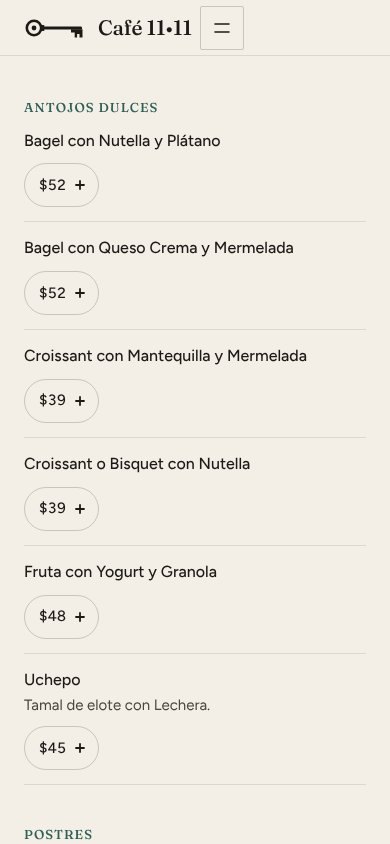 Café 11•11
ANTOJOS DULCES
Bagel con Nutella y Plátano
$52 +
Bagel con Queso Crema y Mermelada
$52 +
Croissant con Mantequilla y Mermelada
$39 +
Croissant o Bisquet con Nutella
$39 +
Fruta con Yogurt y Granola
$48 +
Uchepo
Tamal de elote con Lechera.
$45 +
POSTRES